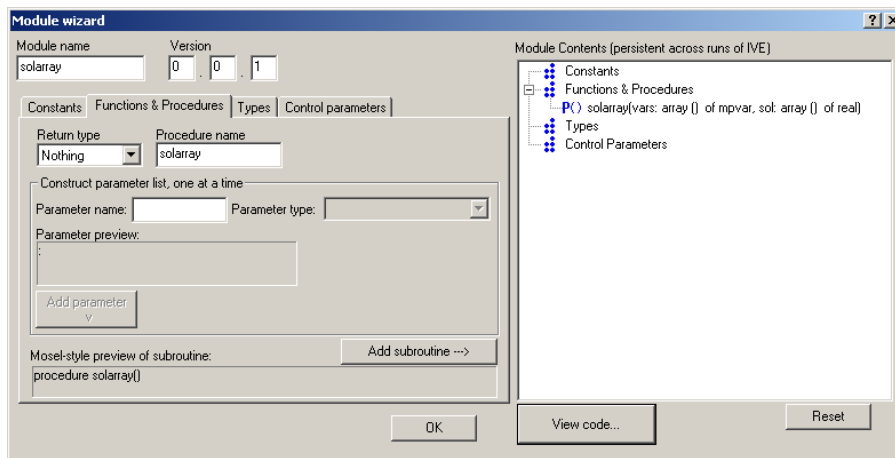 Module wizard
Module name
Version
solarray
0 . 0 . 1
Constants
Functions & Procedures
Types
Control parameters
Return type
Procedure name
Nothing
solarray
Construct parameter list, one at a time
Parameter name:
Parameter type:
Parameter preview:
:
Add parameter
v
Add subroutine --->
Mosel-style preview of subroutine:
procedure solarray()
OK
Module Contents (persistent across runs of IVE)
Constants
Functions & Procedures
P() solarray(vars: array () of mpvar, sol: array () of real)
Types
Control Parameters
View code...
Reset